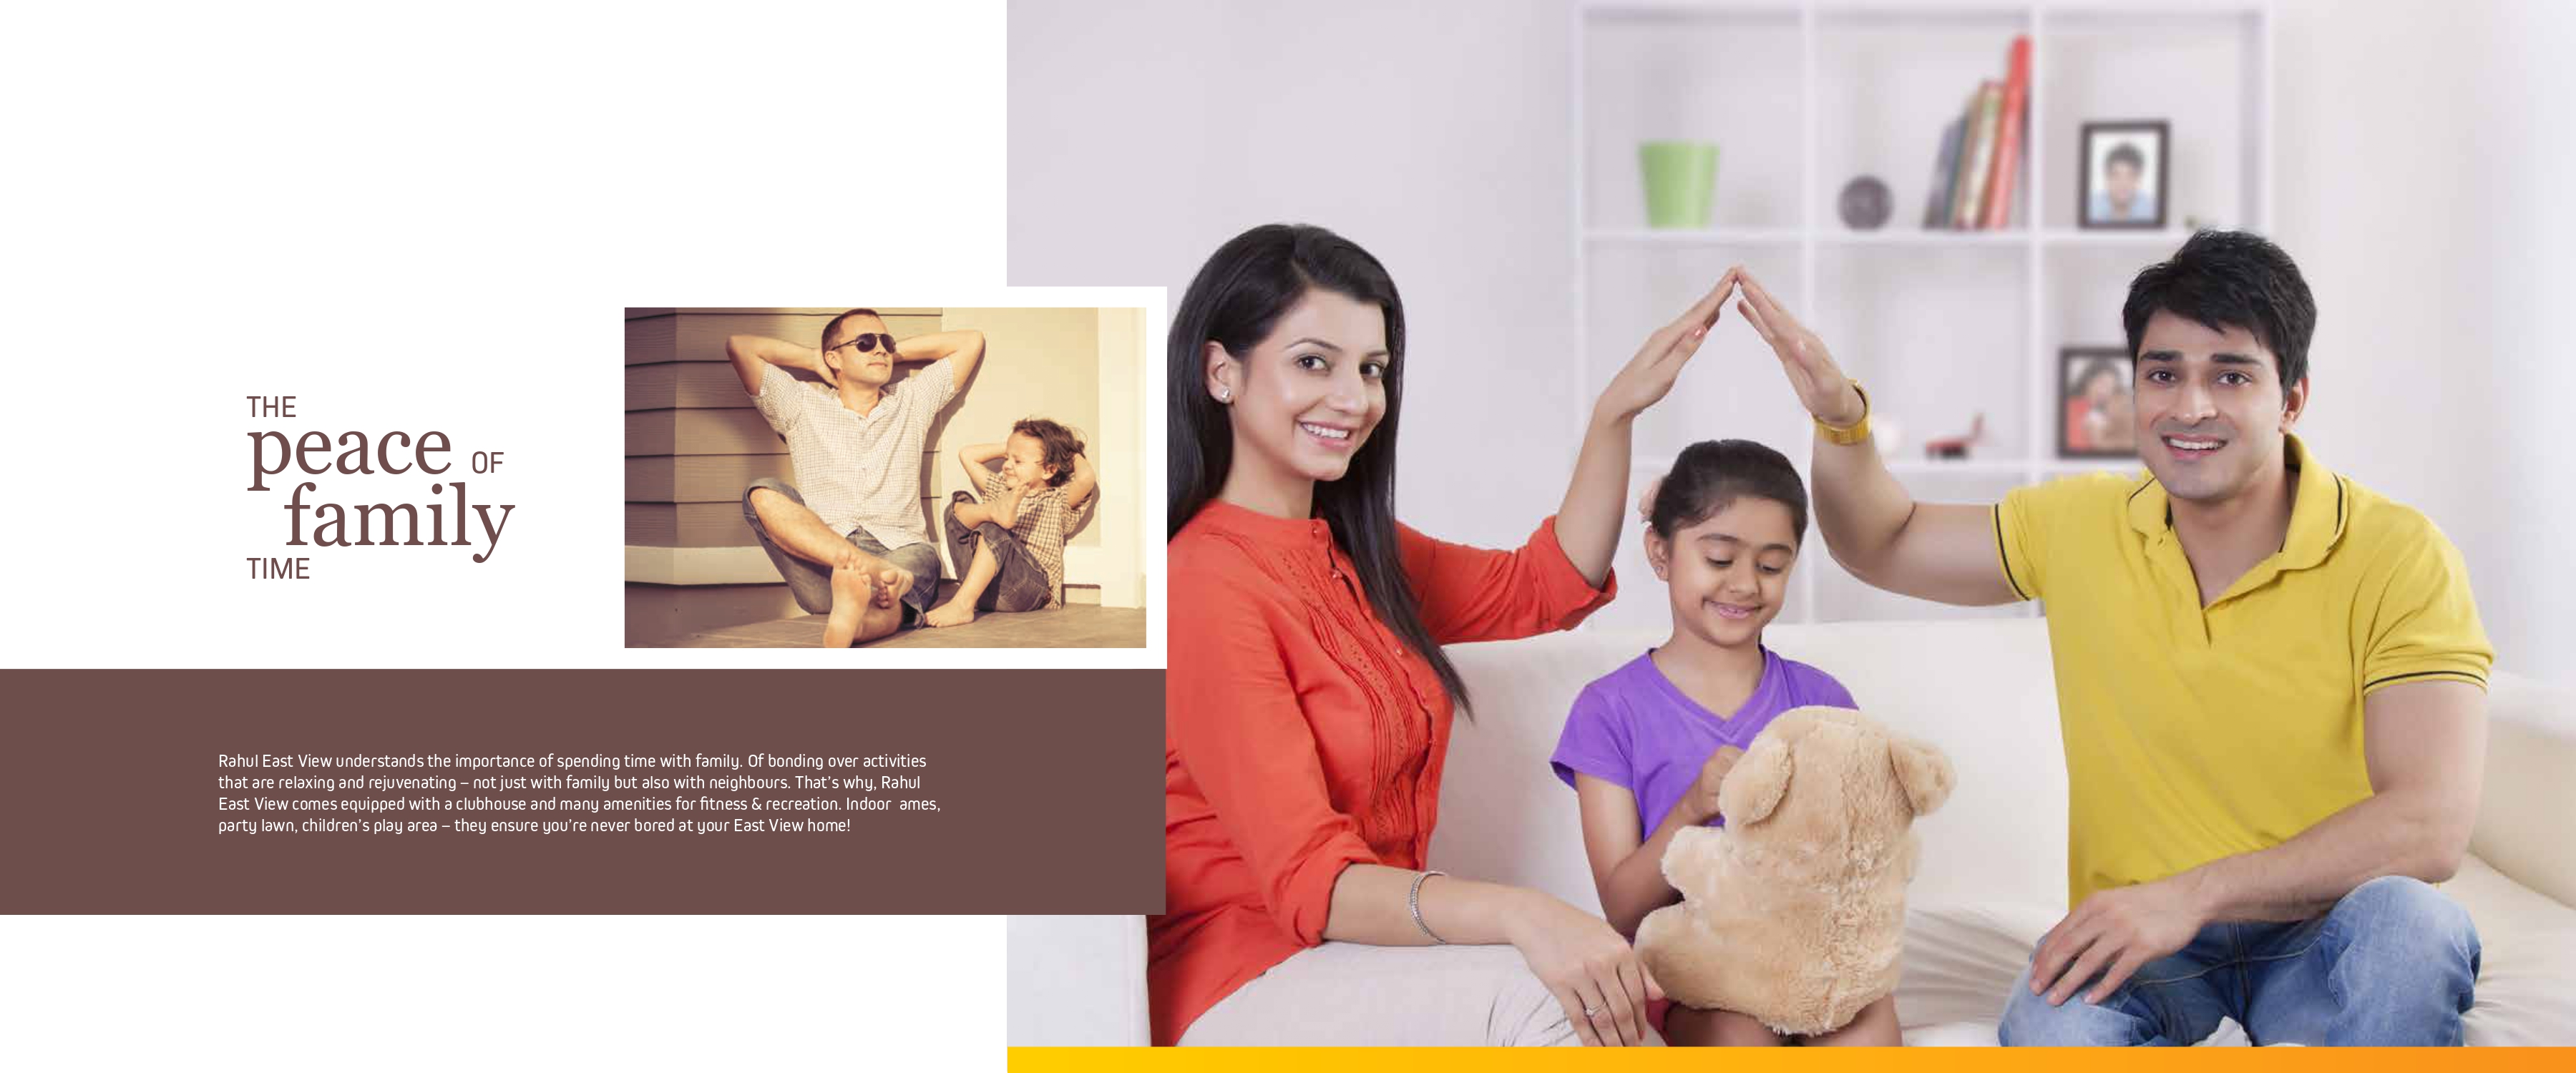 THE
peace OF
family
TIME
Rahul East View understands the importance of spending time with family. Of bonding over activities
that are relaxing and rejuvenating – not just with family but also with neighbours. That's why, Rahul
East View comes equipped with a clubhouse and many amenities for fitness & recreation. Indoor  ames,
party lawn, children's play area – they ensure you're never bored at your East View home!